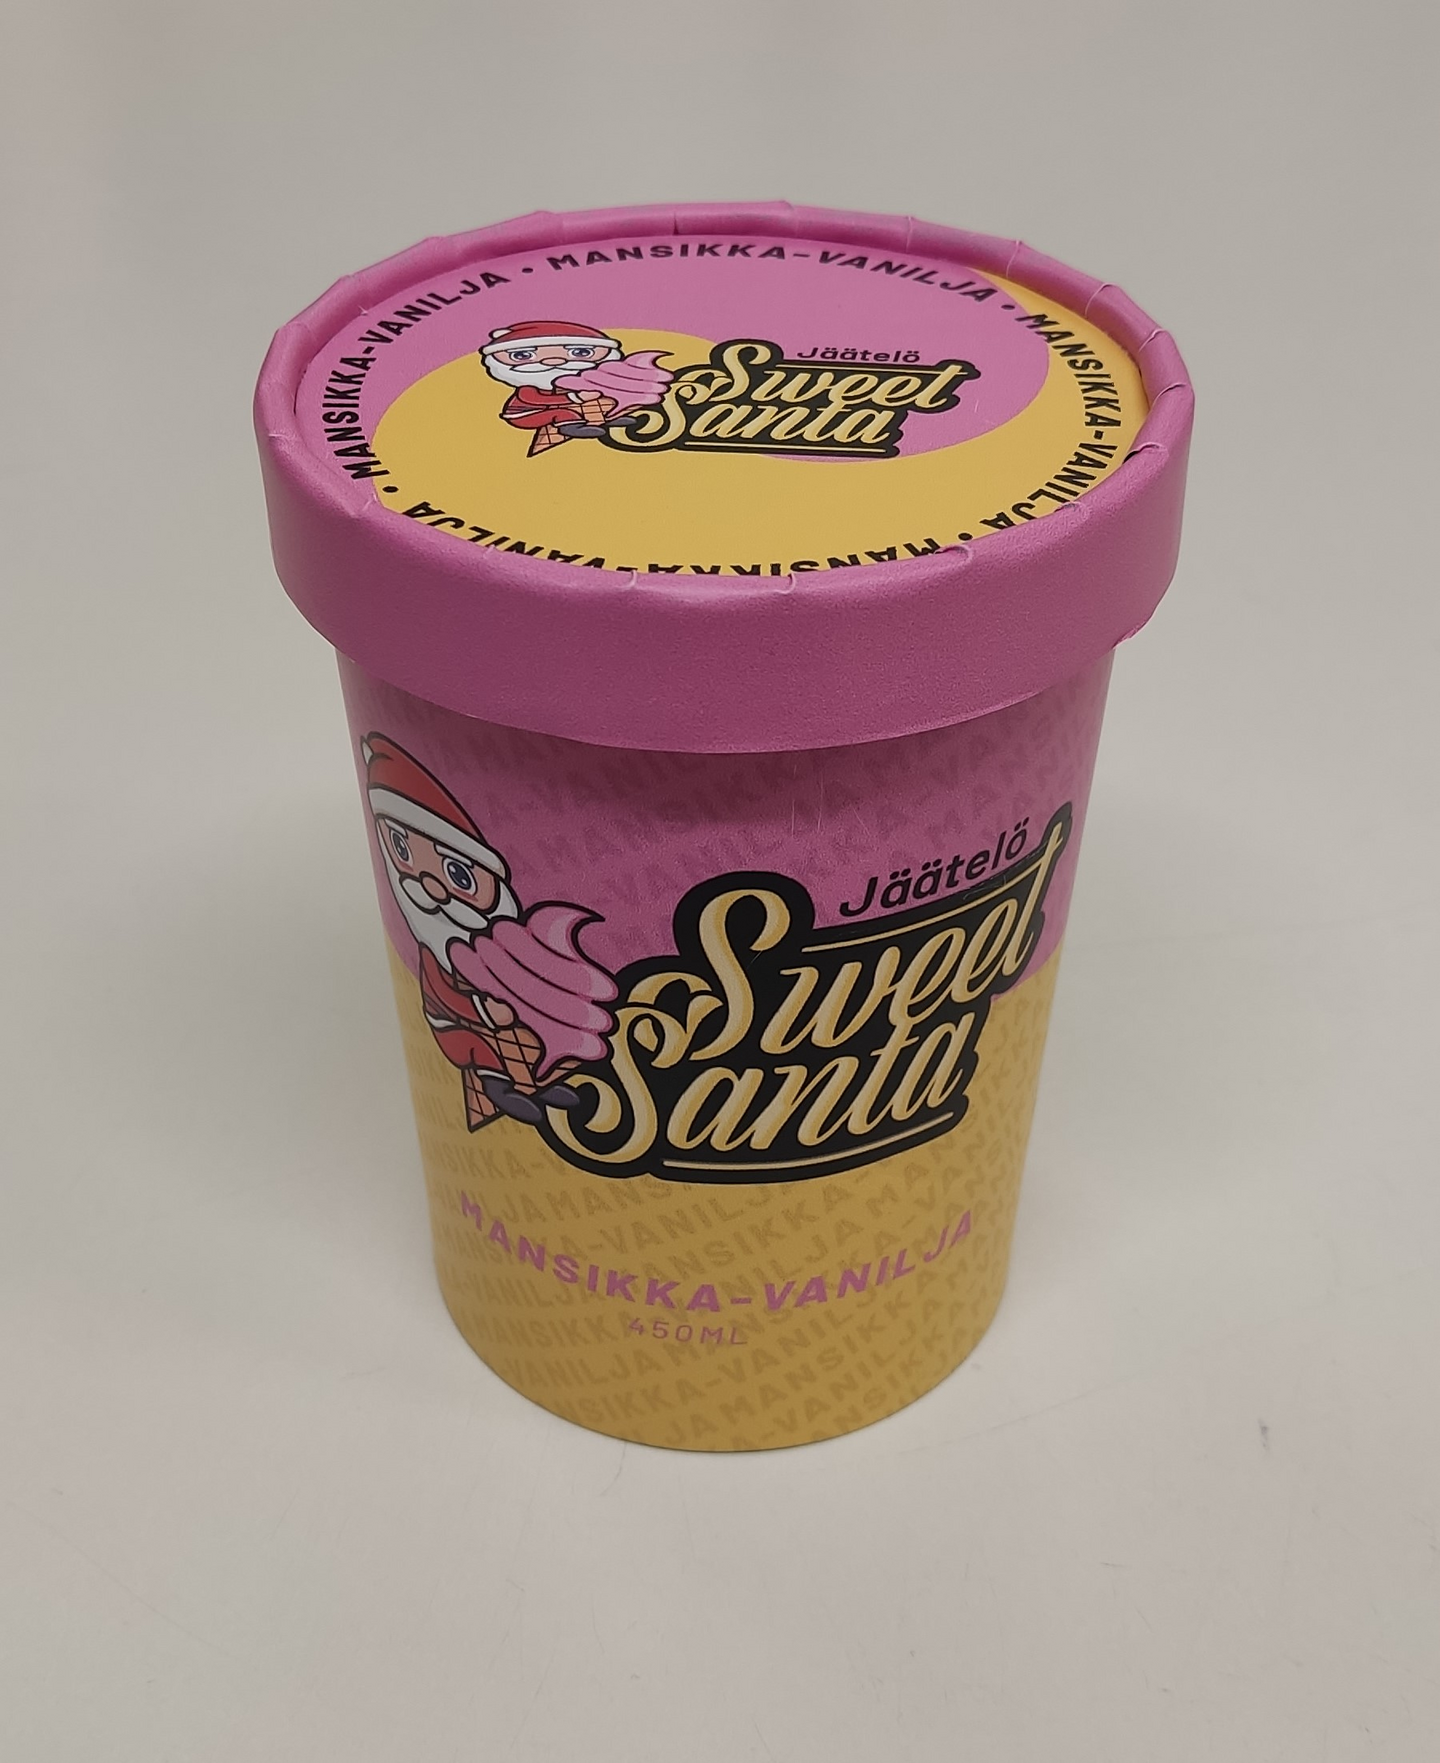 MANSIKKA-VANILJA • MANSIKKA-VANILJA • MANSIKKA-VANILJA • MANSIKKA-VANILJA •
Jäätelö
Sweet
Santa
Jäätelö
Sweet
Santa
MANSIKKA-VANILJA
450ML